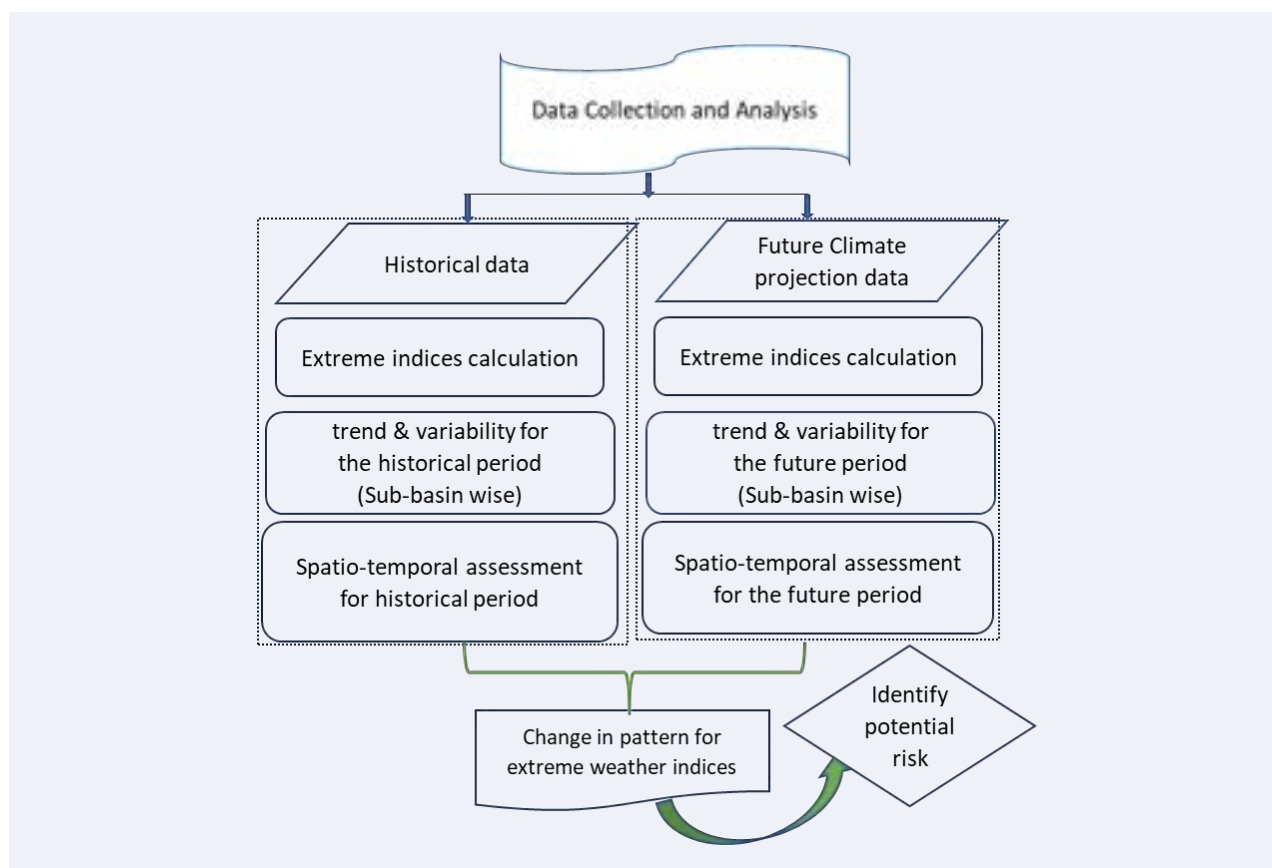 Data Collection and Analysis
Historical data
Extreme indices calculation
trend & variability for
the historical period
(Sub-basin wise)
Spatio-temporal assessment
for historical period
Future Climate
projection data
Extreme indices calculation
trend & variability for
the future period
(Sub-basin wise)
Spatio-temporal assessment
for the future period
Change in pattern for
extreme weather indices
Identify
potential
risk